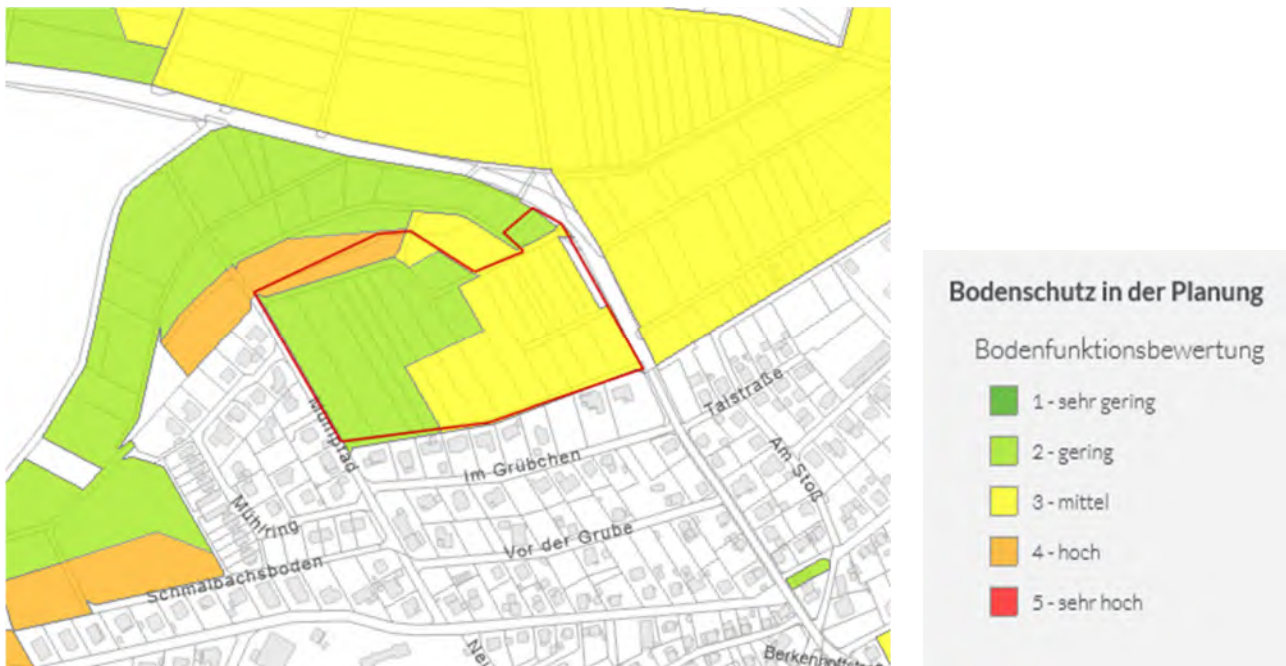 Talstraße
Am Stoß
Im Grübchen
Mühlpfad
Mühlring
Vor der Grube
Schmalbachsboden
Bodenschutz in der Planung
Bodenfunktionsbewertung
1 - sehr gering
2 - gering
3 - mittel
4 - hoch
5 - sehr hoch